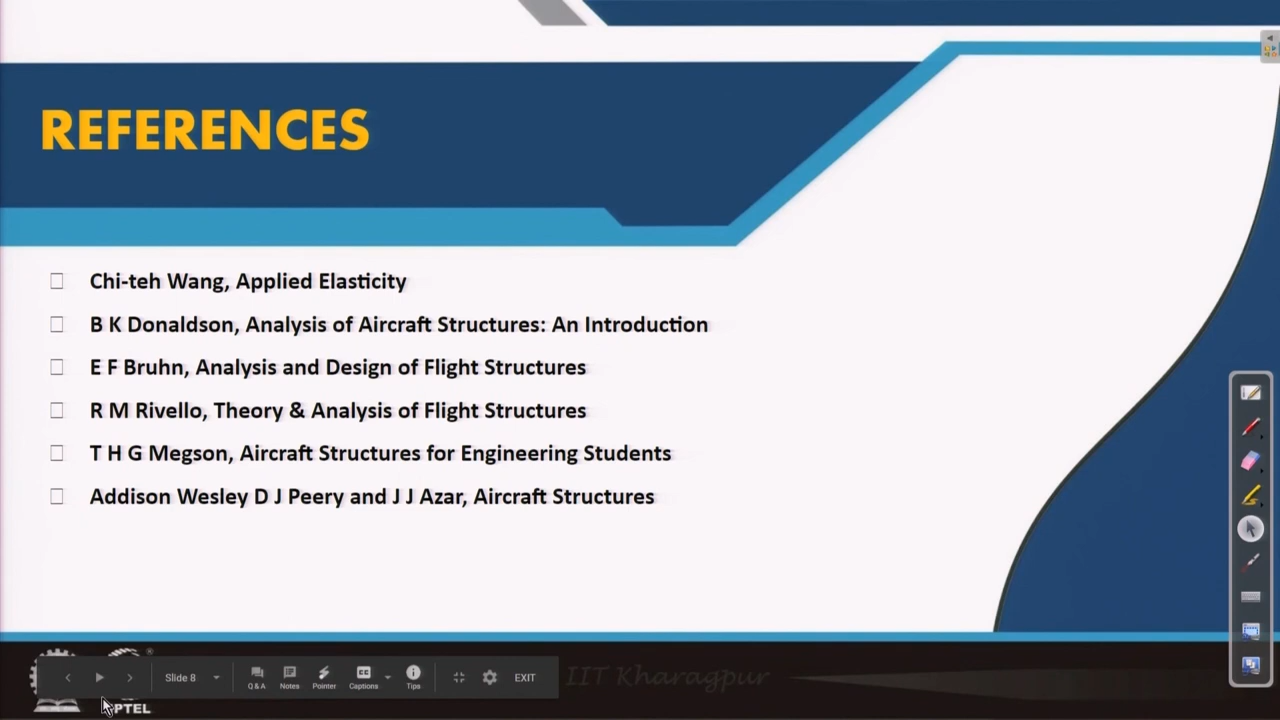 REFERENCES
Chi-teh Wang, Applied Elasticity
B K Donaldson, Analysis of Aircraft Structures: An Introduction
E F Bruhn, Analysis and Design of Flight Structures
R M Rivello, Theory & Analysis of Flight Structures
T H G Megson, Aircraft Structures for Engineering Students
Addison Wesley D J Peery and J J Azar, Aircraft Structures
IIT Kharagpur
Slide 8
Q & A
Notes
Pointer
CC
Captions
Tips
EXIT
PTEL